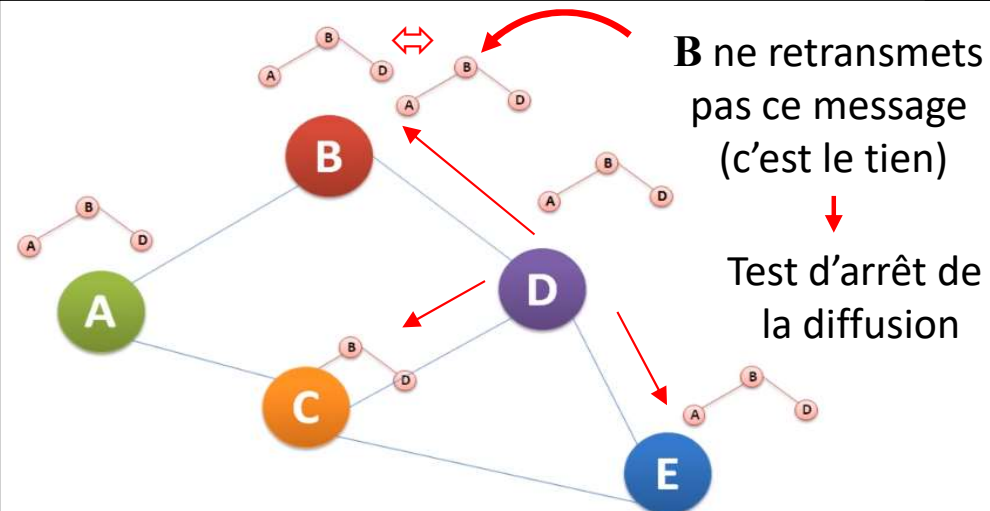 B
A
D
B
A
D
B ne retransmets
pas ce message
(c’est le tien)
Test d’arrêt de
la diffusion
B
B
A
D
B
A
D
A
D
B
D
C
B
A
D
E